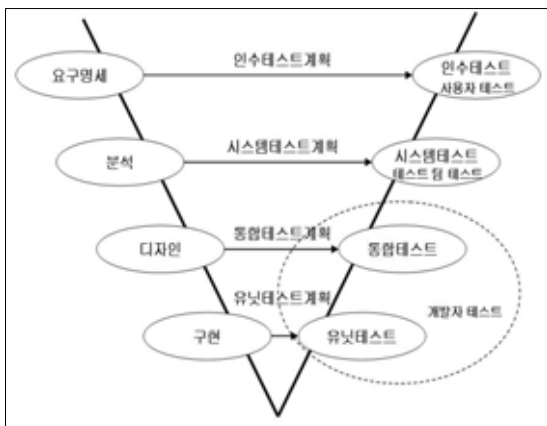 인수테스트계획
요구명세
인수테스트
사용자 테스트
시스템테스트계획
분석
시스템테스트
테스트 팀 테스트
통합테스트계획
디자인
통합테스트
유닛테스트계획
개발자 테스트
구현
유닛테스트